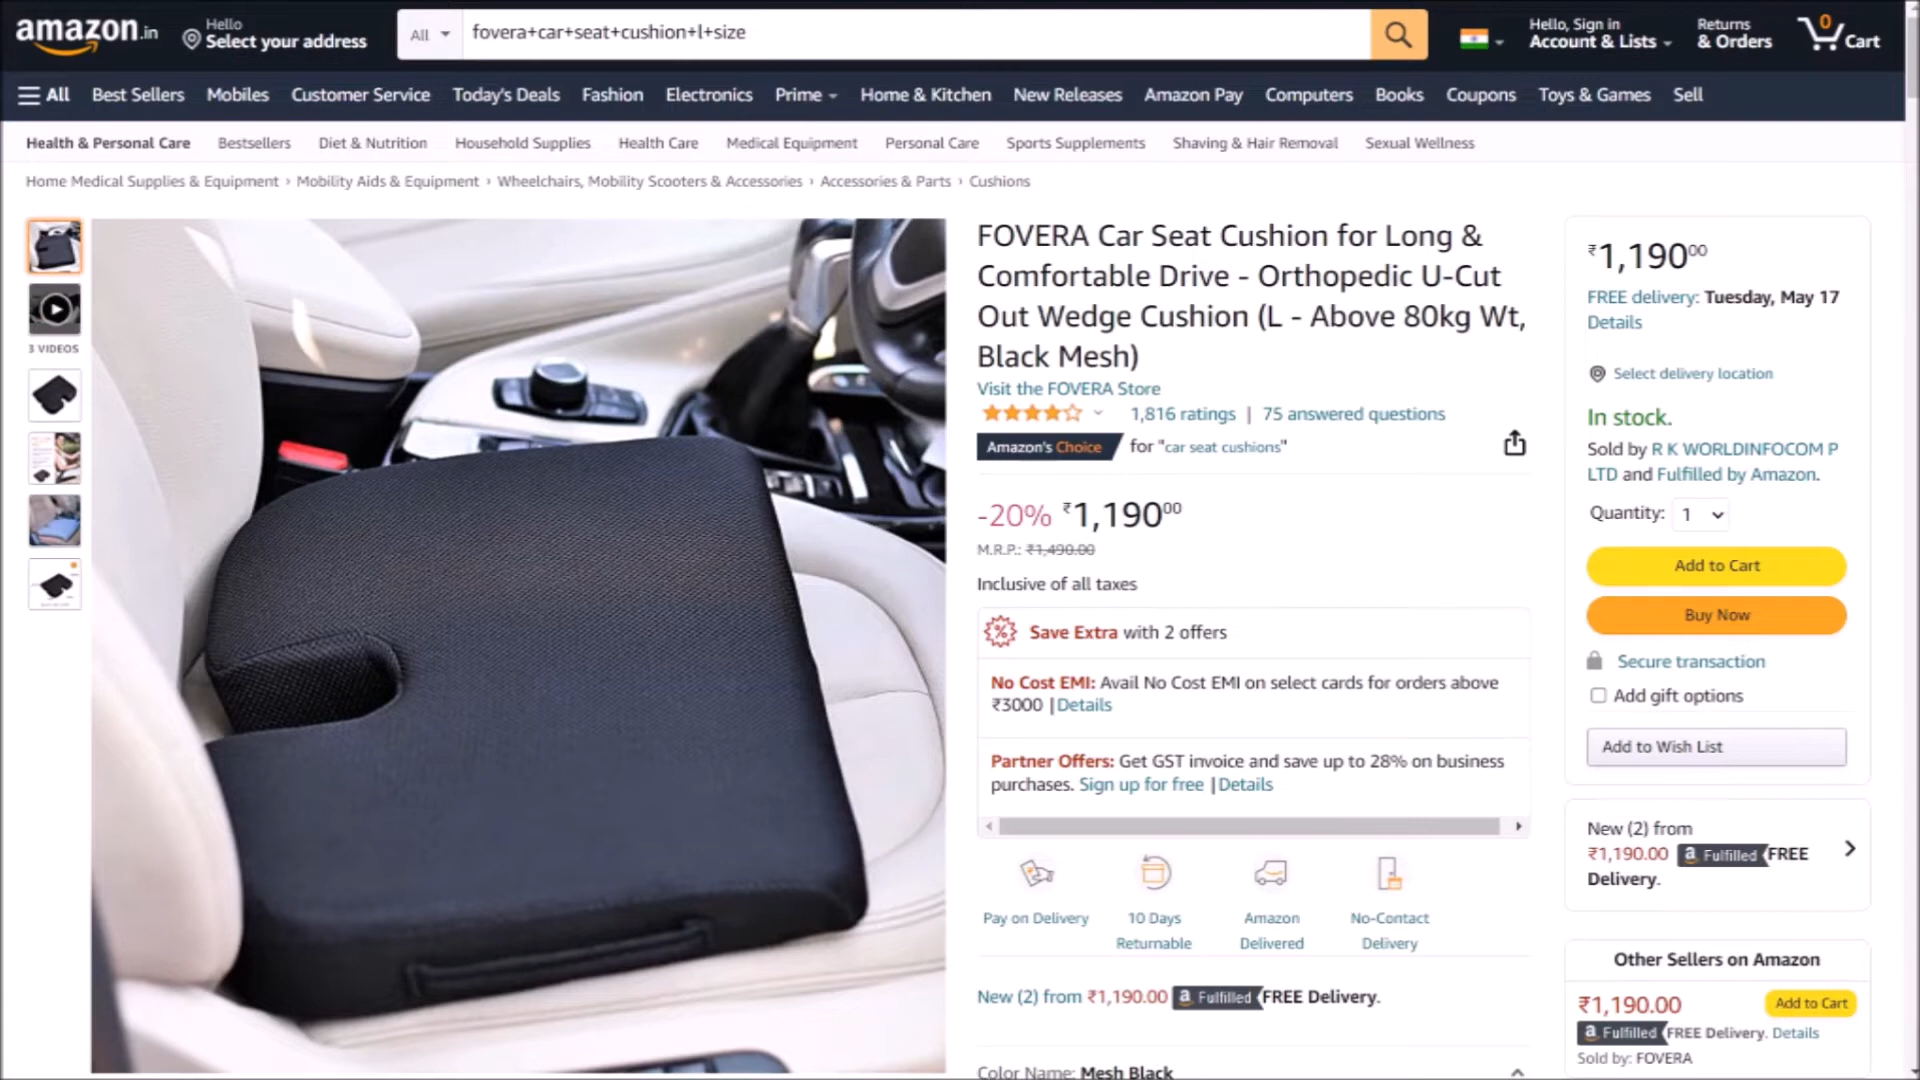 amazon.in
Hello
Select your address
All
fovera+car+seat+cushion+l+size
Hello, Sign in
Account & Lists
Returns
& Orders
0
Cart
All Best Sellers Mobiles Customer Service Today's Deals Fashion Electronics Prime Home & Kitchen New Releases Amazon Pay Computers Books Coupons Toys & Games Sell
Health & Personal Care Bestsellers Diet & Nutrition Household Supplies Health Care Medical Equipment Personal Care Sports Supplements Shaving & Hair Removal Sexual Wellness
Home Medical Supplies & Equipment › Mobility Aids & Equipment › Wheelchairs, Mobility Scooters & Accessories › Accessories & Parts › Cushions
3 VIDEOS
FOVERA Car Seat Cushion for Long &
Comfortable Drive - Orthopedic U-Cut
Out Wedge Cushion (L - Above 80kg Wt,
Black Mesh)
Visit the FOVERA Store
1,816 ratings | 75 answered questions
Amazon's Choice for "car seat cushions"
-20% ₹1,19000
M.R.P.: ₹1,490.00
Inclusive of all taxes
Save Extra with 2 offers
No Cost EMI: Avail No Cost EMI on select cards for orders above
₹3000 |Details
Partner Offers: Get GST invoice and save up to 28% on business
purchases. Sign up for free |Details
Pay on Delivery
10 Days
Returnable
Amazon
Delivered
No-Contact
Delivery
New (2) from ₹1,190.00 a Fulfilled FREE Delivery.
Color Name: Mesh Black
₹1,19000
FREE delivery: Tuesday, May 17
Details
Select delivery location
In stock.
Sold by R K WORLDINFOCOM P
LTD and Fulfilled by Amazon.
Quantity: 1
Add to Cart
Buy Now
Secure transaction
Add gift options
Add to Wish List
New (2) from
₹1,190.00 a Fulfilled FREE
Delivery.
Other Sellers on Amazon
₹1,190.00
Add to Cart
a Fulfilled FREE Delivery. Details
Sold by: FOVERA